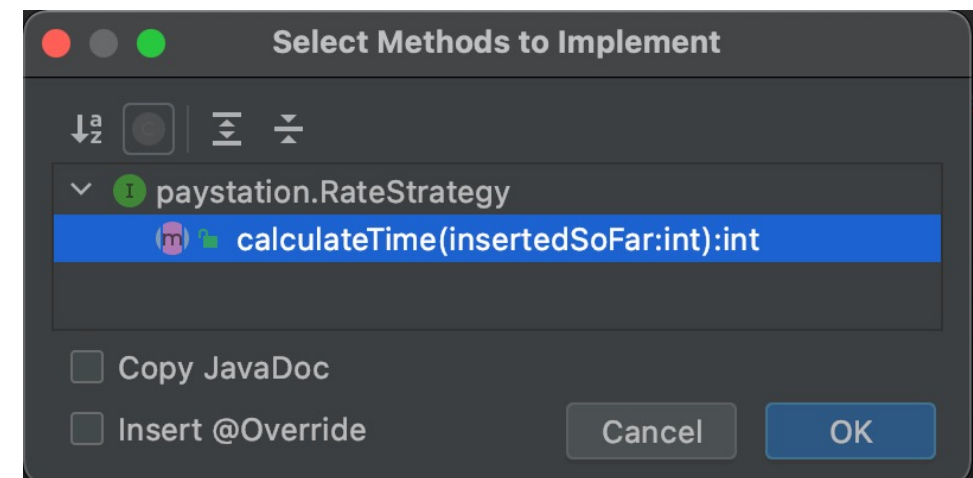 Select Methods to Implement
a
z
C
I paystation.RateStrategy
m calculateTime(insertedSoFar:int):int
Copy JavaDoc
Insert @Override
Cancel
OK